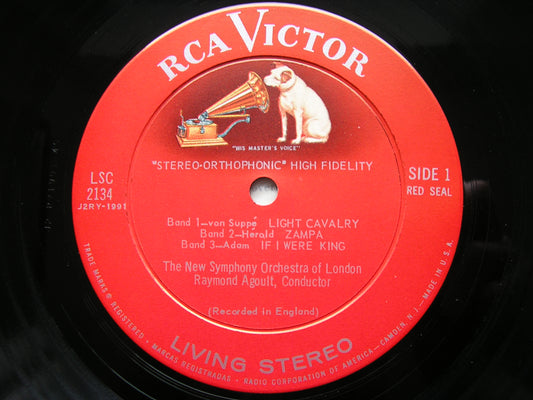 RCA VICTOR
"HIS MASTER'S VOICE"
"STEREO-ORTHOPHONIC" HIGH FIDELITY
LSC
2134
J2RY-1991
SIDE 1
RED SEAL
Band 1—von Suppé LIGHT CAVALRY
Band 2—Herold ZAMPA
Band 3—Adam IF I WERE KING
The New Symphony Orchestra of London
Raymond Agoult, Conductor
(Recorded in England)
LIVING STEREO
TRADE MARKS ® REGISTERED • MARCAS REGISTRADAS • RADIO CORPORATION OF AMERICA—CAMDEN, N. J.—MADE IN U.S.A.